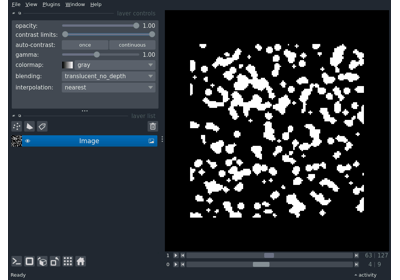 File View Plugins Window Help
layer controls
opacity: 1.00
contrast limits:
auto-contrast: once continuous
gamma: 1.00
colormap: gray
blending: translucent_no_depth
interpolation: nearest
layer list
Image
1 63 127
0 4 9
Ready activity